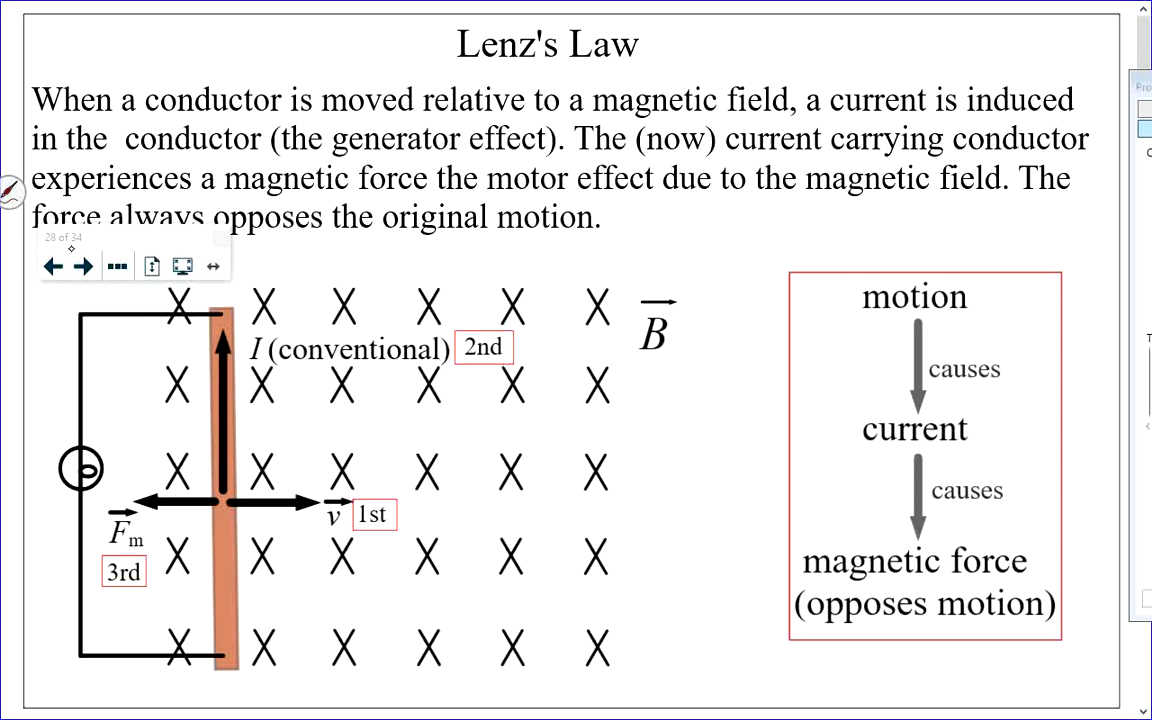 Lenz's Law
When a conductor is moved relative to a magnetic field, a current is induced
in the conductor (the generator effect). The (now) current carrying conductor
experiences a magnetic force the motor effect due to the magnetic field. The
force always opposes the original motion.
28 of 34
X X X X X X
B
I (conventional) 2nd
X X X X X X
X X X X X X
v 1st
Fm
3rd
X X X X X X
X X X X X X
motion
causes
current
causes
magnetic force
(opposes motion)
Pro